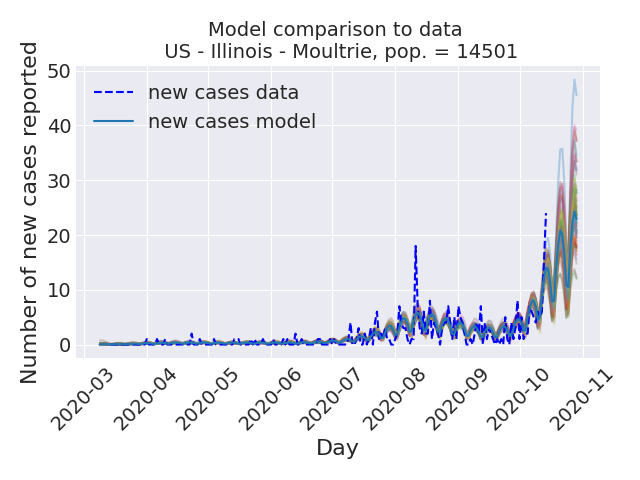 Model comparison to data
US - Illinois - Moultrie, pop. = 14501
Number of new cases reported
50
40
30
20
10
0
new cases data
new cases model
2020-03
2020-04
2020-05
2020-06
2020-07
2020-08
2020-09
2020-10
2020-11
Day